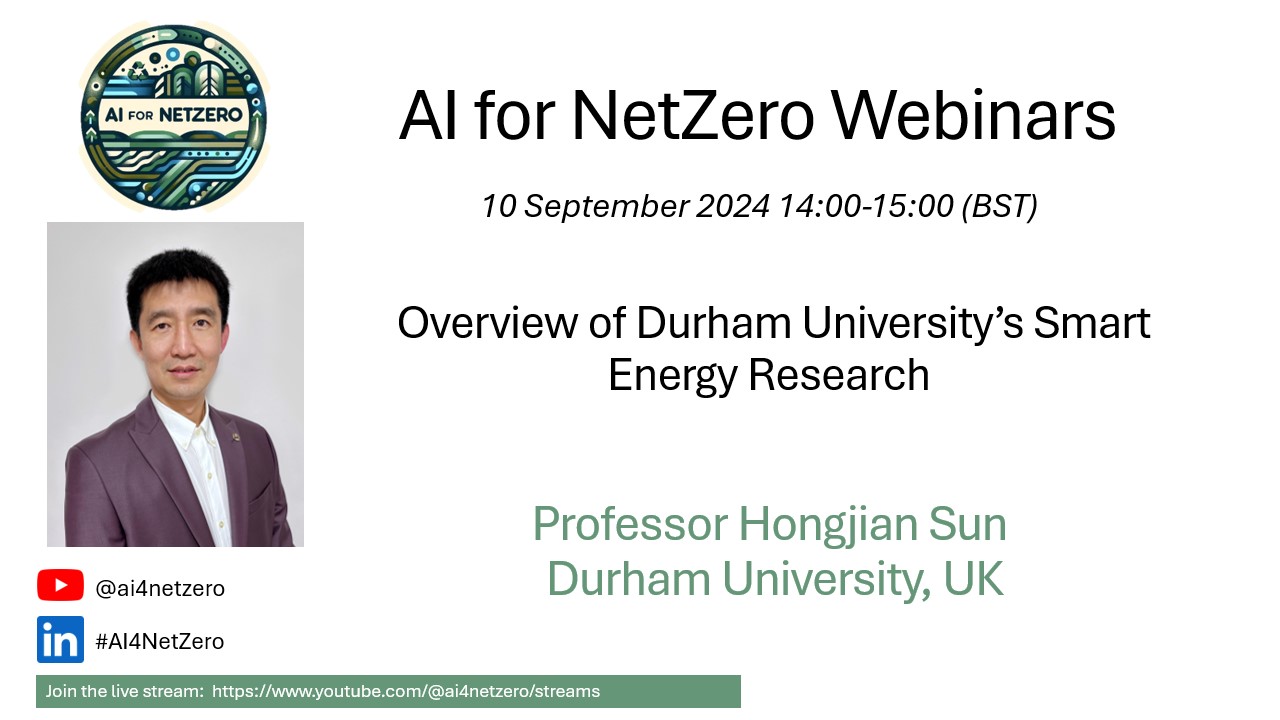 AI FOR NETZERO
AI for NetZero Webinars
10 September 2024 14:00-15:00 (BST)
Overview of Durham University’s Smart
Energy Research
Professor Hongjian Sun
Durham University, UK
@ai4netzero
in
#AI4NetZero
Join the live stream: https://www.youtube.com/@ai4netzero/streams